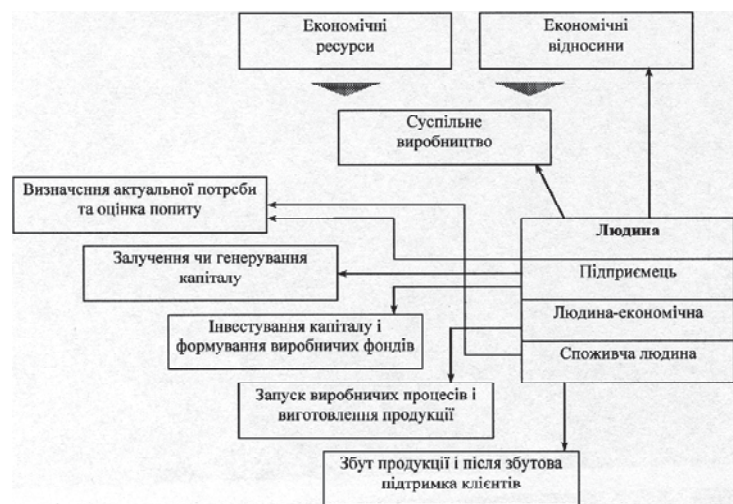 Економічні
ресурси
Економічні
відносини
Суспільне
виробництво
Визначення актуальної потреби
та оцінка попиту
Людина
Залучення чи генерування
капіталу
Підприємець
Інвестування капіталу і
формування виробничих фондів
Людина-економічна
Споживча людина
Запуск виробничих процесів і
виготовлення продукції
Збут продукції і після збутова
підтримка клієнтів